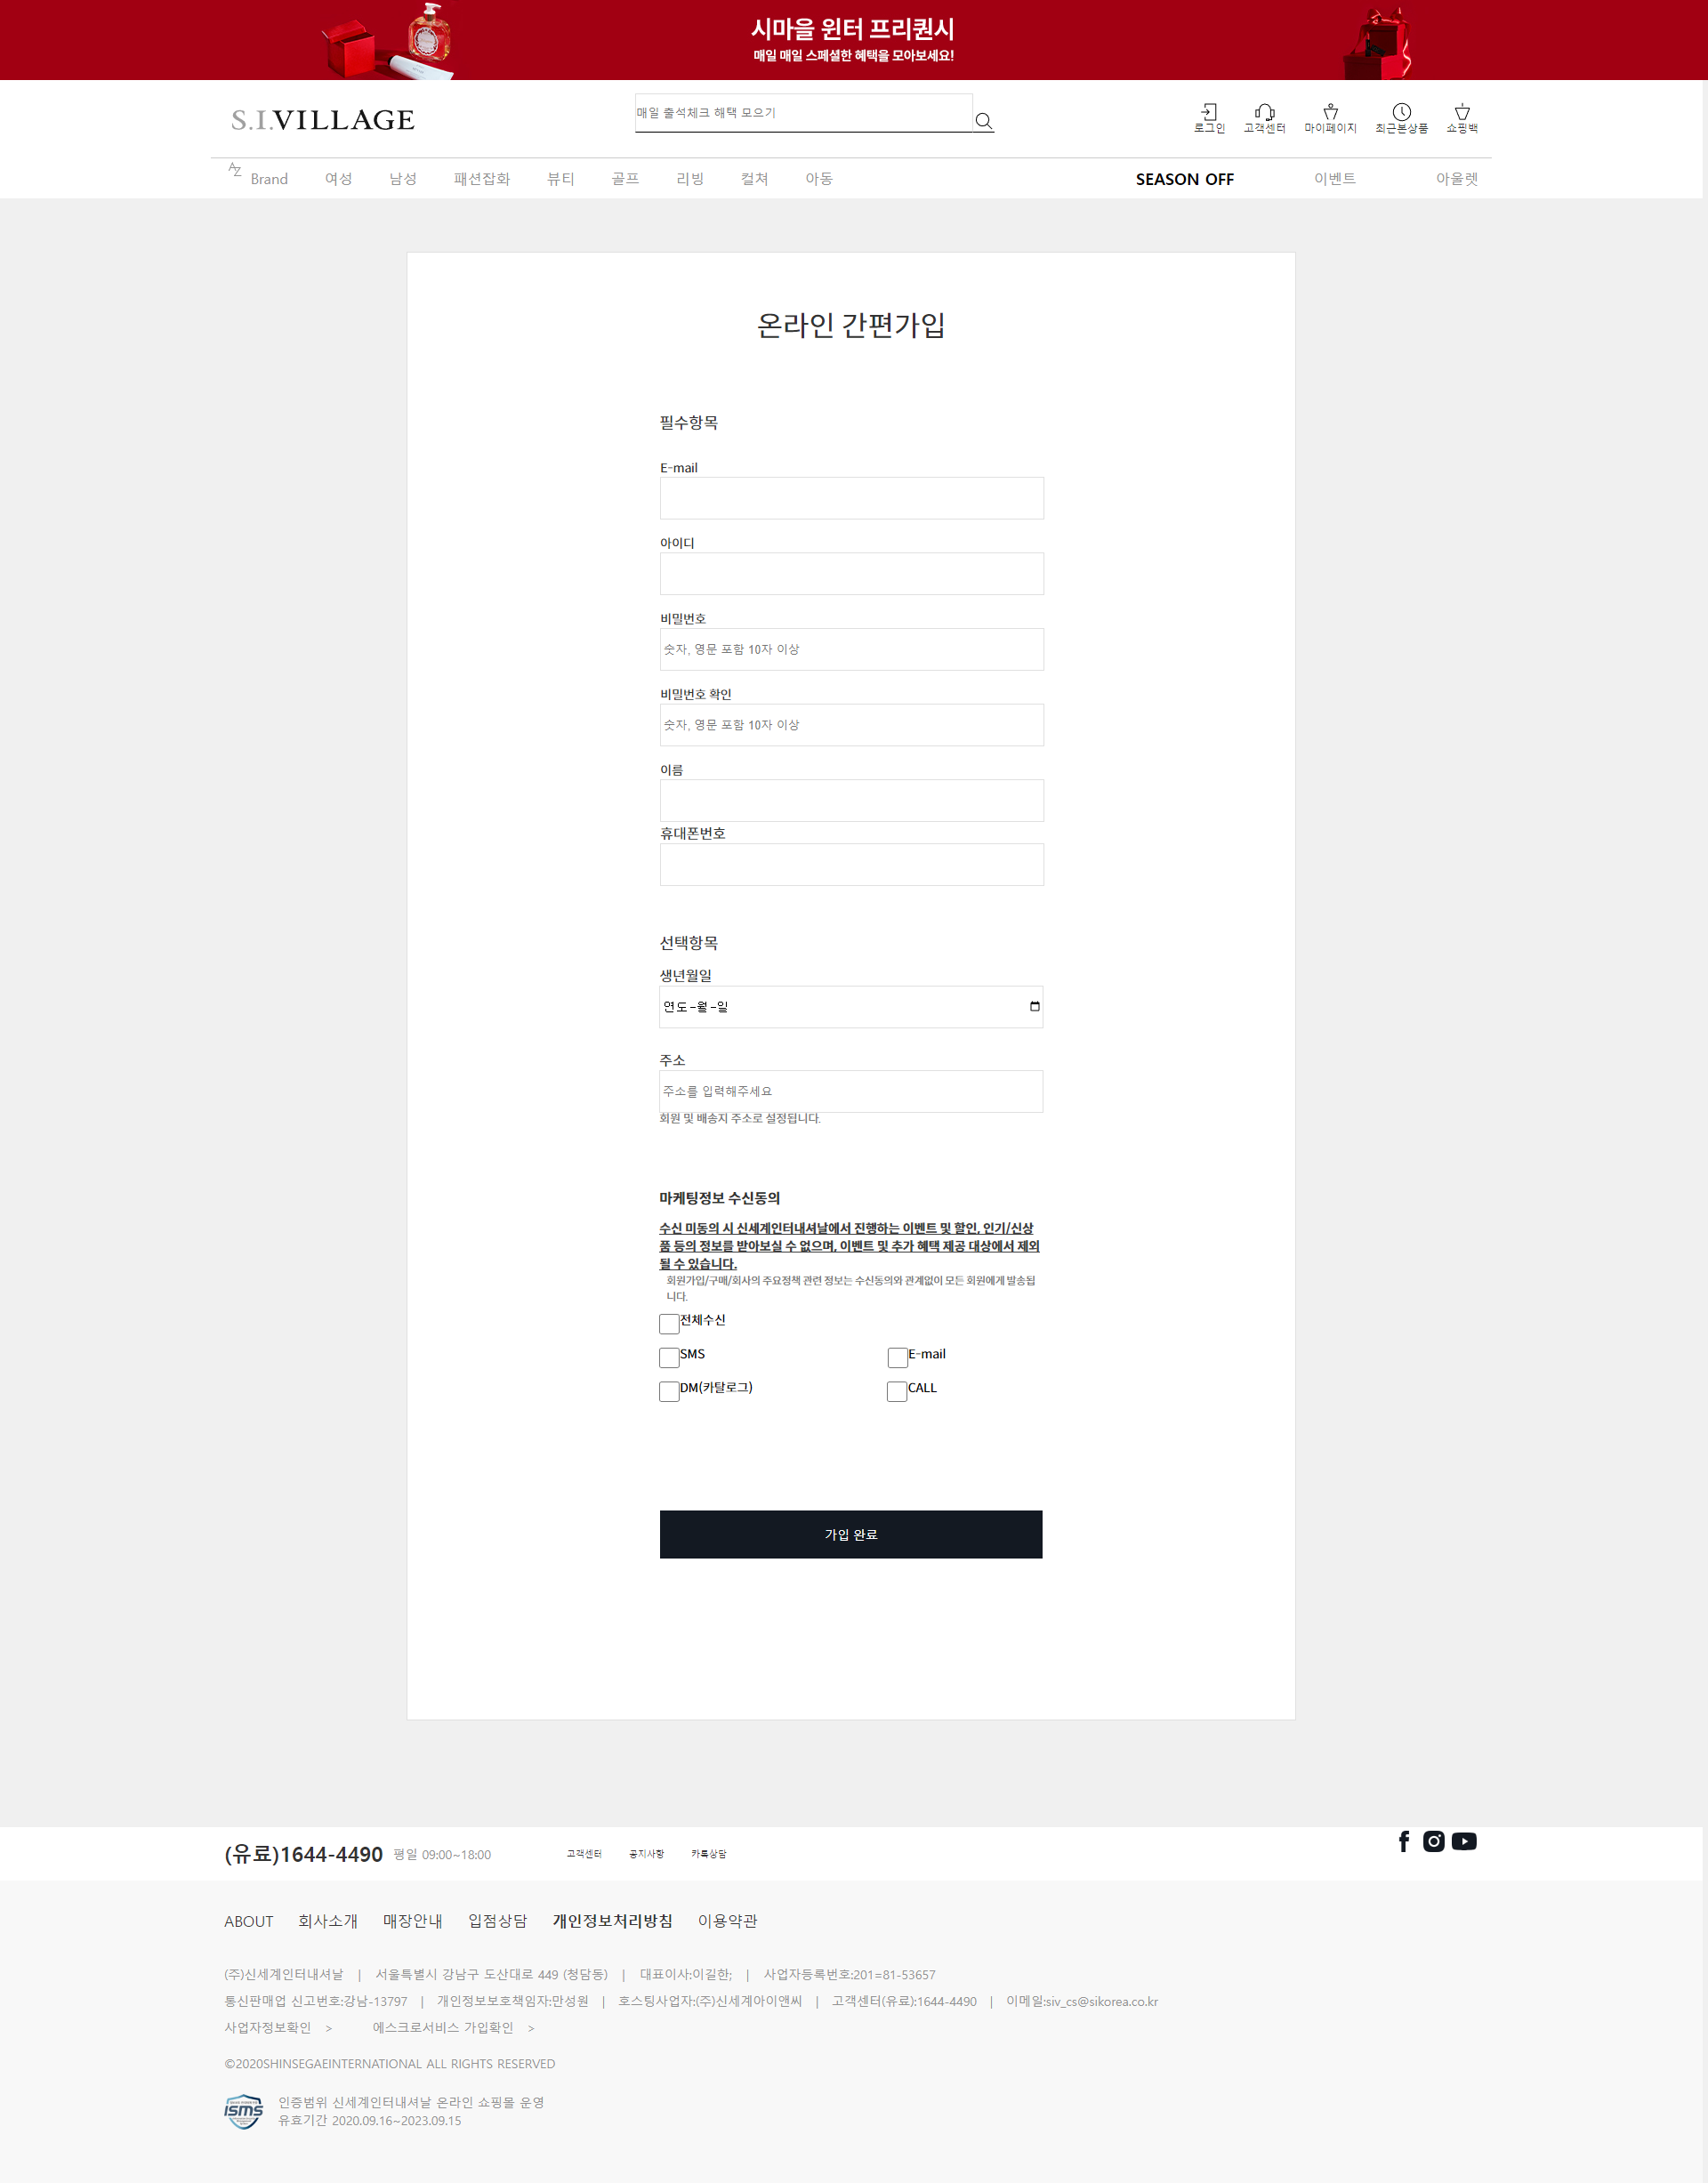 시마을 윈터 프리퀀시
매일 매일 스페셜한 혜택을 모아보세요!
S.I.VILLAGE
매일 출석체크 해택 모으기
로그인 고객센터 마이페이지 최근본상품 쇼핑백
AZ Brand 여성 남성 패션잡화 뷰티 골프 리빙 컬쳐 아동 SEASON OFF 이벤트 아울렛
온라인 간편가입
필수항목
E-mail
아이디
비밀번호
숫자, 영문 포함 10자 이상
비밀번호 확인
숫자, 영문 포함 10자 이상
이름
휴대폰번호
선택항목
생년월일
연도-월-일
주소
주소를 입력해주세요
회원 및 배송지 주소로 설정됩니다.
마케팅정보 수신동의
수신 미동의 시 신세계인터내셔날에서 진행하는 이벤트 및 할인, 인기/신상
품 등의 정보를 받아보실 수 없으며, 이벤트 및 추가 혜택 제공 대상에서 제외
될 수 있습니다.
회원가입/구매/회사의 주요정책 관련 정보는 수신동의와 관계없이 모든 회원에게 발송됩
니다.
전체수신
SMS E-mail
DM(카탈로그) CALL
가입 완료
(유료)1644-4490 평일 09:00~18:00 고객센터 공지사항 카톡상담
ABOUT 회사소개 매장안내 입점상담 개인정보처리방침 이용약관
(주)신세계인터내셔날 | 서울특별시 강남구 도산대로 449 (청담동) | 대표이사:이길한; | 사업자등록번호:201=81-53657
통신판매업 신고번호:강남-13797 | 개인정보보호책임자:만성원 | 호스팅사업자:(주)신세계아이앤씨 | 고객센터(유료):1644-4490 | 이메일:siv_cs@sikorea.co.kr
사업자정보확인 > 에스크로서비스 가입확인 >
©2020SHINSEGAEINTERNATIONAL ALL RIGHTS RESERVED
ISMS
인증범위 신세계인터내셔날 온라인 쇼핑몰 운영
유효기간 2020.09.16~2023.09.15